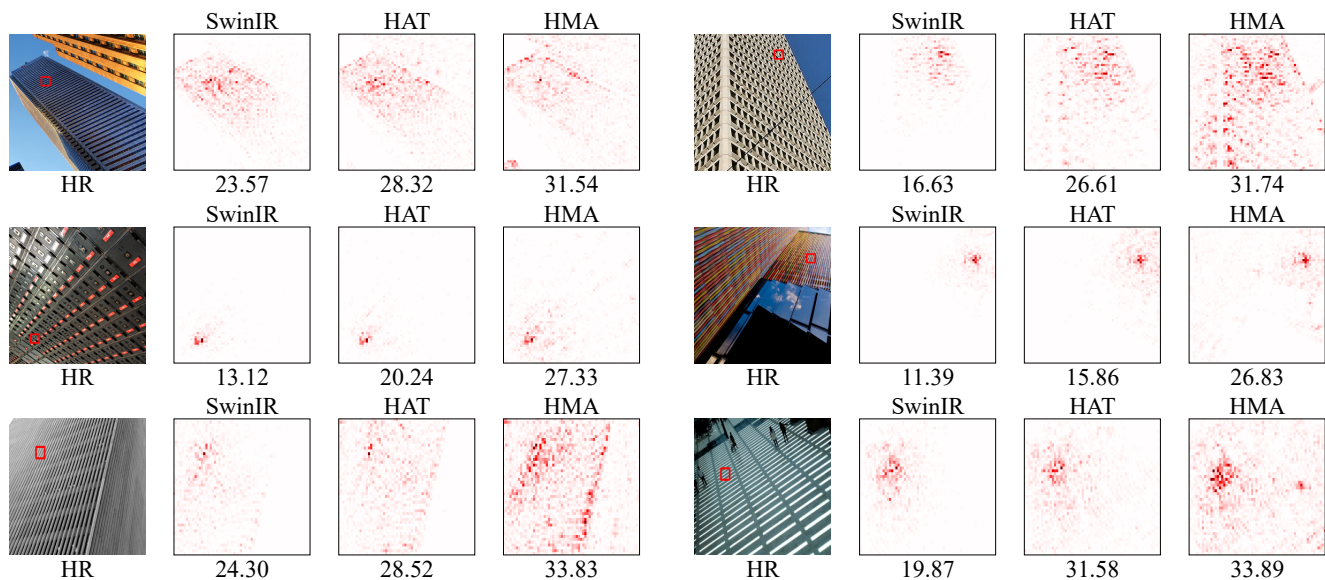 SwinIR HAT HMA SwinIR HAT HMA
HR 23.57 28.32 31.54 HR 16.63 26.61 31.74
SwinIR HAT HMA SwinIR HAT HMA
HR 13.12 20.24 27.33 HR 11.39 15.86 26.83
SwinIR HAT HMA SwinIR HAT HMA
HR 24.30 28.52 33.83 HR 19.87 31.58 33.89